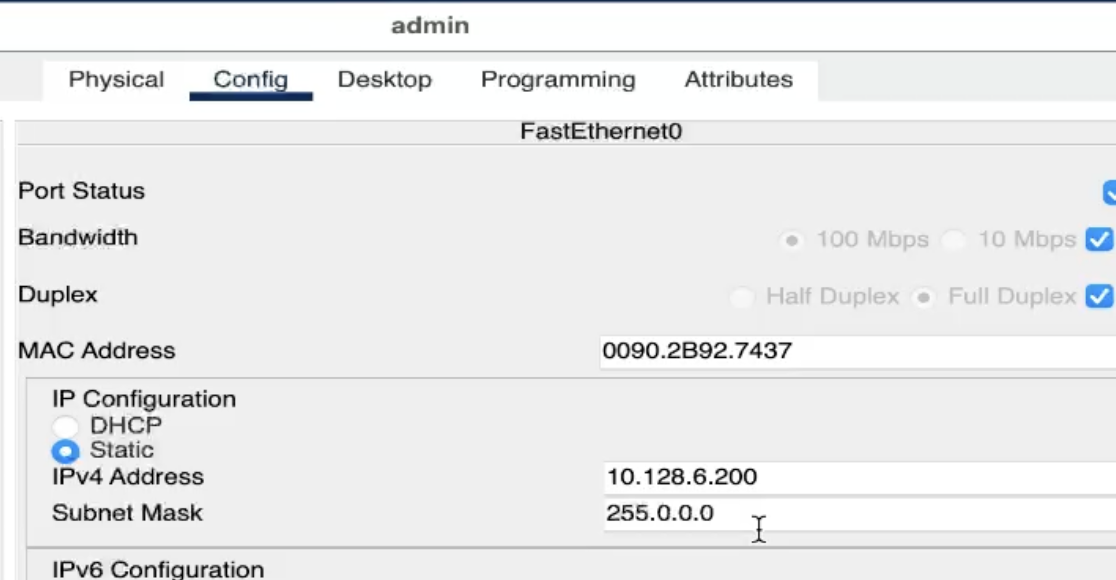 admin
Physical Config Desktop Programming Attributes
FastEthernet0
Port Status
Bandwidth 100 Mbps 10 Mbps
Duplex Half Duplex Full Duplex
MAC Address 0090.2B92.7437
IP Configuration
DHCP
Static
IPv4 Address 10.128.6.200
Subnet Mask 255.0.0.0
IPv6 Configuration